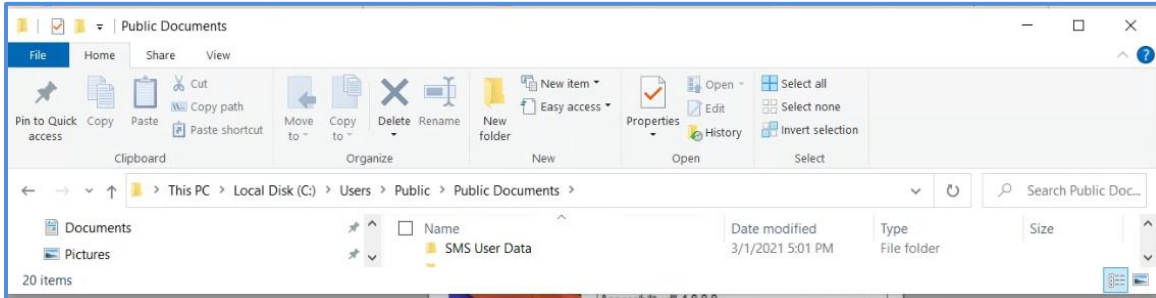 Public Documents
File Home Share View
Pin to Quick access
Copy
Paste
Cut
Copy path
Paste shortcut
Clipboard
Move to
Copy to
Delete
Rename
Organize
New folder
New item
Easy access
New
Properties
Open
Edit
History
Open
Select all
Select none
Invert selection
Select
This PC > Local Disk (C:) > Users > Public > Public Documents >
Search Public Doc...
Documents
Pictures
Name Date modified Type Size
SMS User Data 3/1/2021 5:01 PM File folder
20 items